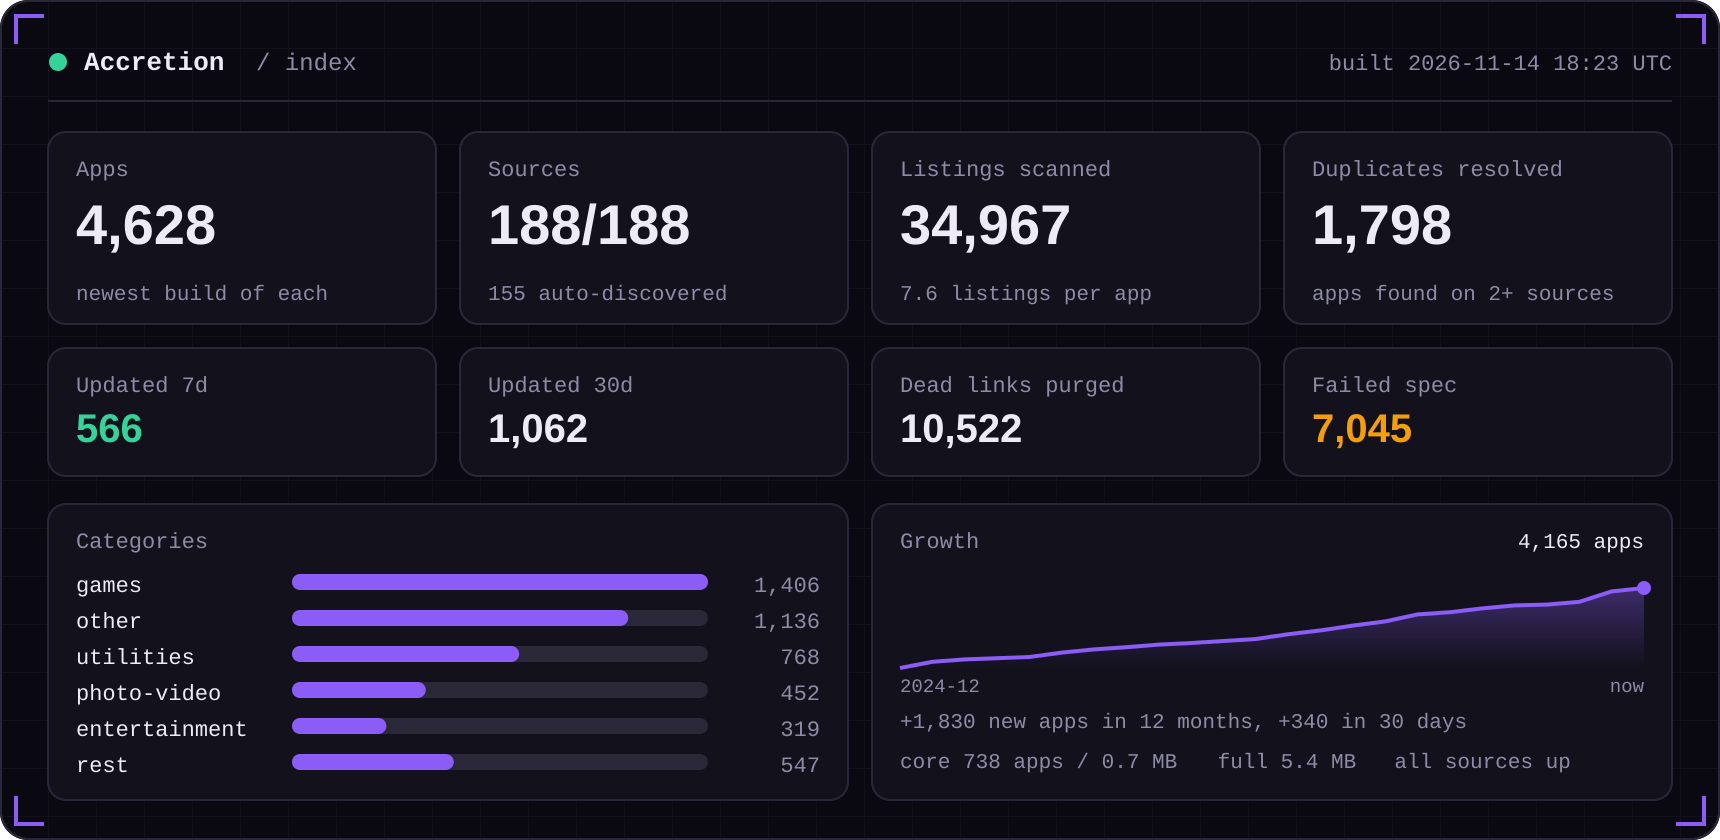 Accretion / index
built 2026-11-14 18:23 UTC
Apps
4,628
newest build of each
Sources
188/188
155 auto-discovered
Listings scanned
34,967
7.6 listings per app
Duplicates resolved
1,798
apps found on 2+ sources
Updated 7d
566
Updated 30d
1,062
Dead links purged
10,522
Failed spec
7,045
Categories
games 1,406
other 1,136
utilities 768
photo-video 452
entertainment 319
rest 547
Growth 4,165 apps
2024-12 now
+1,830 new apps in 12 months, +340 in 30 days
core 738 apps / 0.7 MB full 5.4 MB all sources up